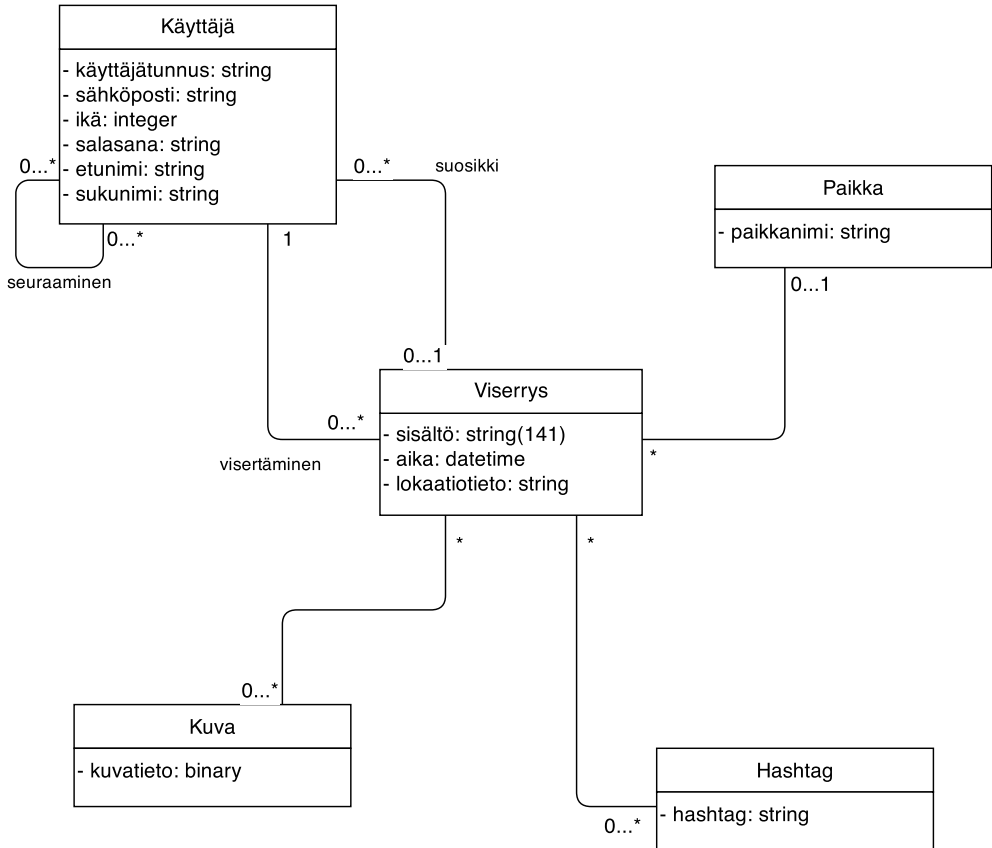 Käyttäjä
- käyttäjätunnus: string
- sähköposti: string
- ikä: integer
- salasana: string
- etunimi: string
- sukunimi: string
0...*
0...*
seuraaminen
1
0...*
suosikki
0...1
Paikka
- paikkanimi: string
0...1
Viserrys
- sisältö: string(141)
- aika: datetime
- lokaatiotieto: string
0...*
visertäminen
*
*
*
0...*
Kuva
- kuvatieto: binary
Hashtag
- hashtag: string
0...*